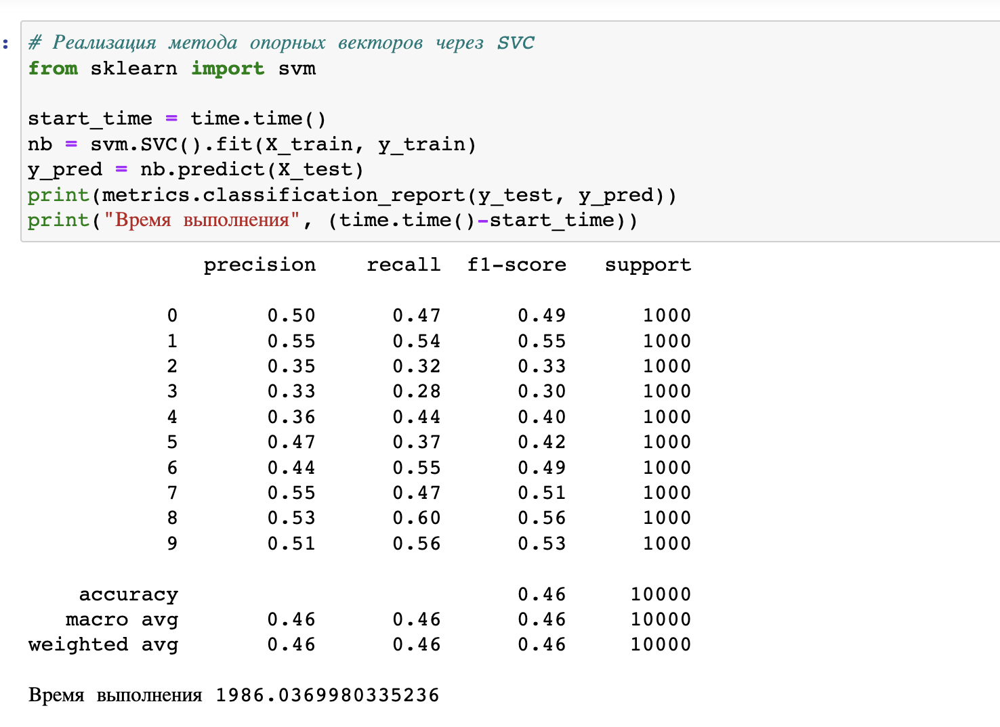 :
# Реализация метода опорных векторов через SVC
from sklearn import svm
start_time = time.time()
nb = svm.SVC().fit(X_train, y_train)
y_pred = nb.predict(X_test)
print(metrics.classification_report(y_test, y_pred))
print("Время выполнения", (time.time()-start_time))
precision recall f1-score support
0 0.50 0.47 0.49 1000
1 0.55 0.54 0.55 1000
2 0.35 0.32 0.33 1000
3 0.33 0.28 0.30 1000
4 0.36 0.44 0.40 1000
5 0.47 0.37 0.42 1000
6 0.44 0.55 0.49 1000
7 0.55 0.47 0.51 1000
8 0.53 0.60 0.56 1000
9 0.51 0.56 0.53 1000
accuracy 0.46 10000
macro avg 0.46 0.46 0.46 10000
weighted avg 0.46 0.46 0.46 10000
Время выполнения 1986.0369980335236